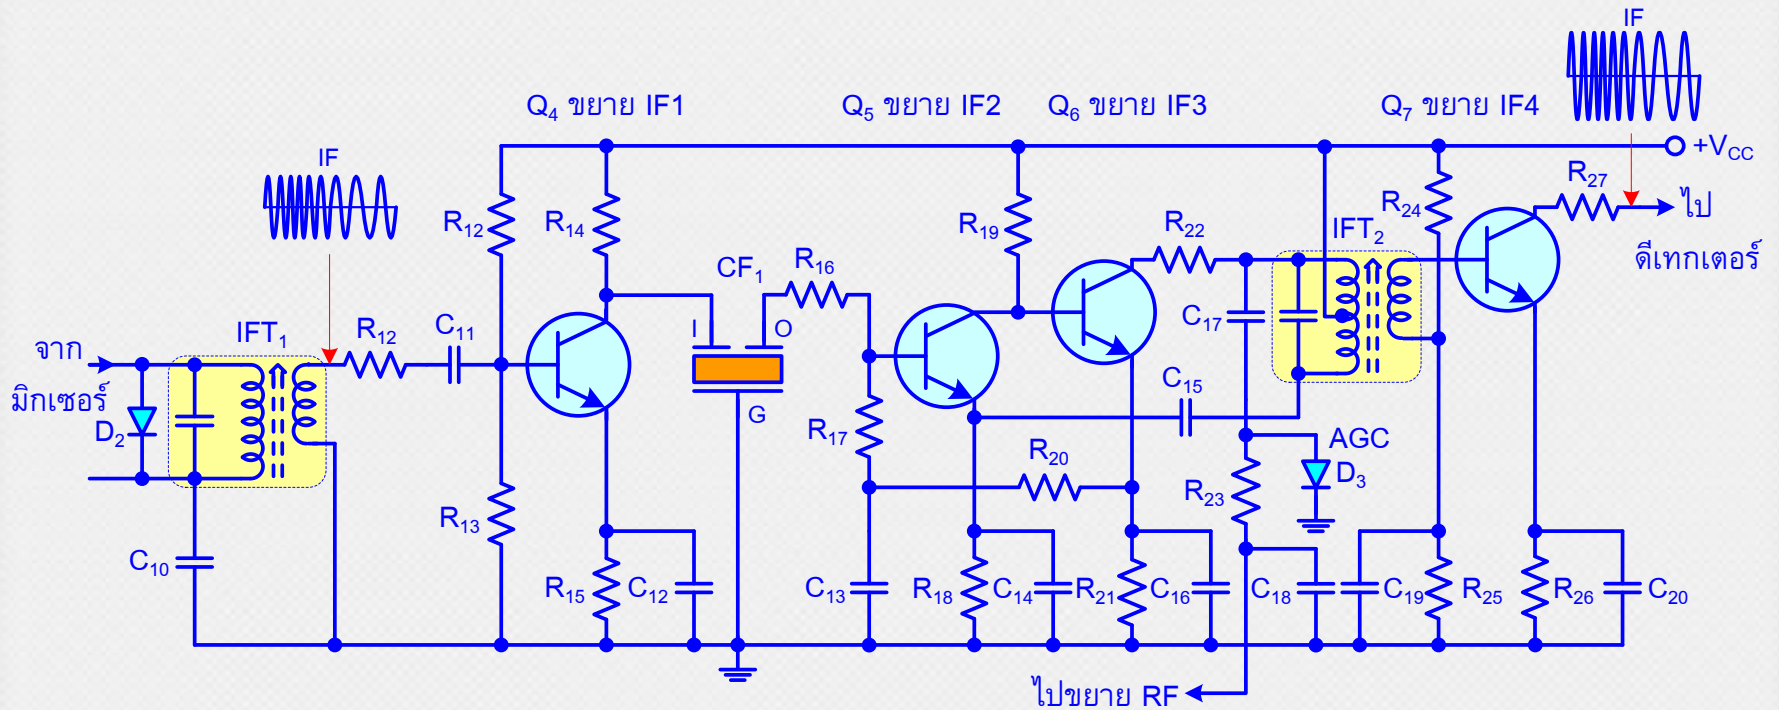 IF
Q4 ขยาย IF1
Q5 ขยาย IF2
Q6 ขยาย IF3
Q7 ขยาย IF4
+VCC
IF
R27
ไป
ดีเทกเตอร์
R12
R14
R19
R22
R24
IFT2
CF1
R16
I
O
G
C17
จาก
มิกเซอร์
IFT1
R12
C11
D2
C15
R17
R20
AGC
D3
R23
R13
C10
R15
C12
C13
R18
C14
R21
C16
C18
C19
R25
R26
C20
ไปขยาย RF